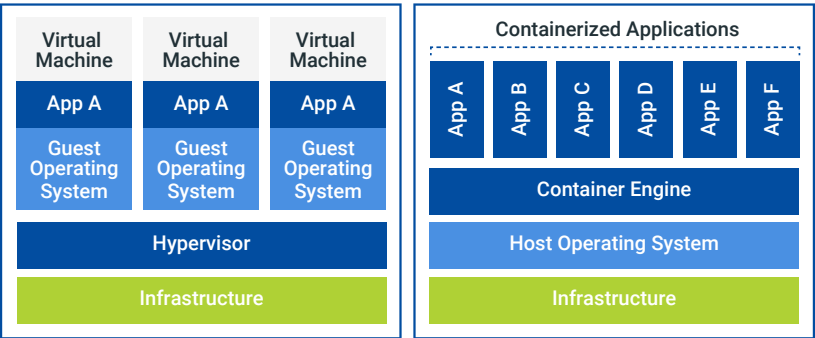 Virtual
Machine
Virtual
Machine
Virtual
Machine
App A
App A
App A
Guest
Operating
System
Guest
Operating
System
Guest
Operating
System
Hypervisor
Infrastructure
Containerized Applications
App A
App B
App C
App D
App E
App F
Container Engine
Host Operating System
Infrastructure